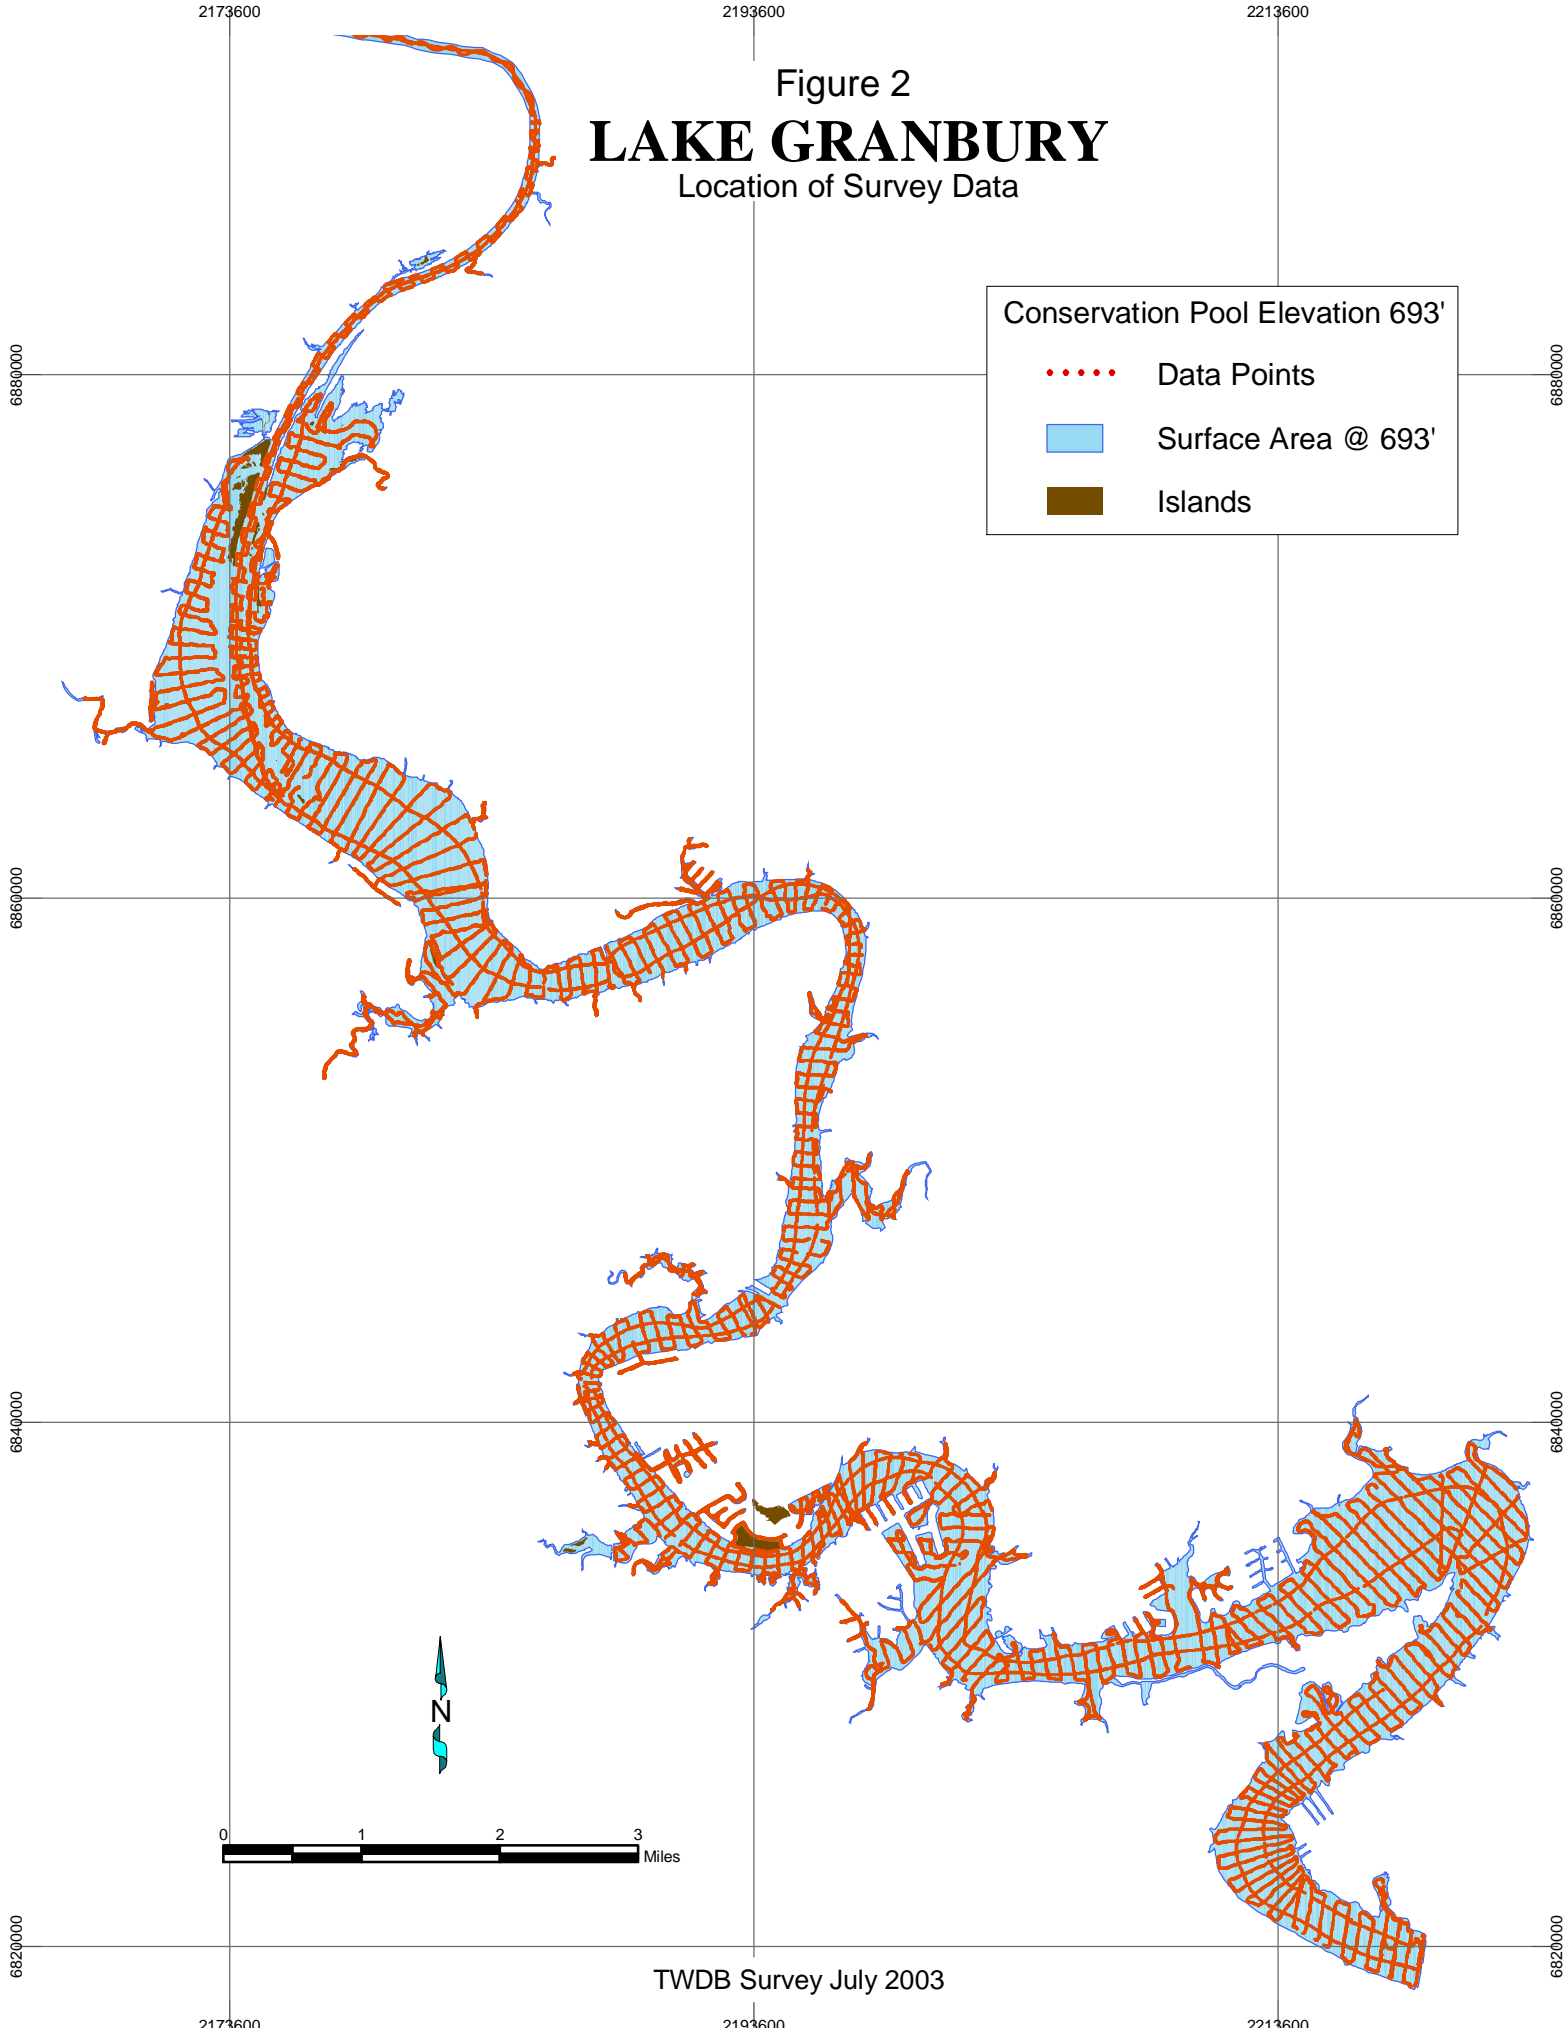 2173600 2193600 2213600
Figure 2
LAKE GRANBURY
Location of Survey Data
Conservation Pool Elevation 693'
Data Points
Surface Area @ 693'
Islands
6880000 6880000
6860000 6860000
6840000 6840000
N
0 1 2 3
Miles
6820000 6820000
TWDB Survey July 2003
2173600 2193600 2213600